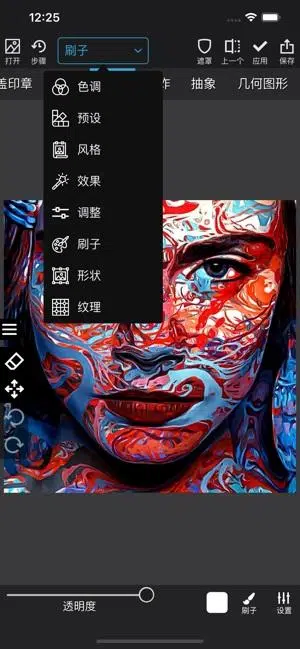 12:25
打开
步骤
刷子
遮罩
上一个
应用
保存
盖印章
作
抽象
几何图形
色调
预设
风格
效果
调整
刷子
形状
纹理
透明度
刷子
设置